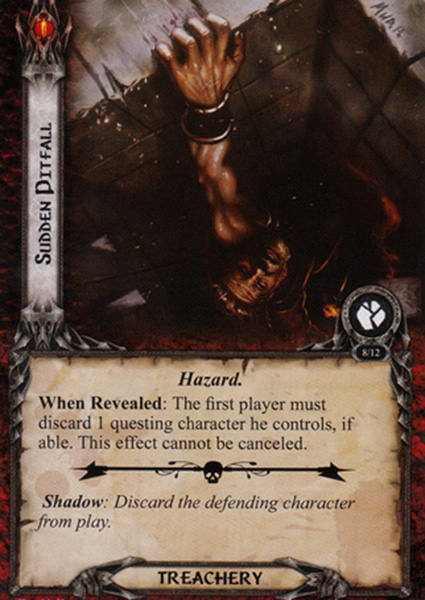 SUDDEN PITFALL
8/12
Hazard.
When Revealed: The first player must
discard 1 questing character he controls, if
able. This effect cannot be canceled.
Shadow: Discard the defending character
from play.
TREACHERY